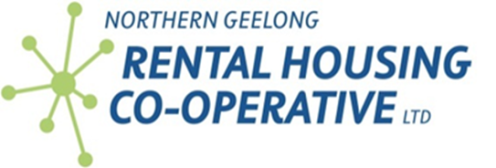 NORTHERN GEELONG
RENTAL HOUSING
CO-OPERATIVE LTD